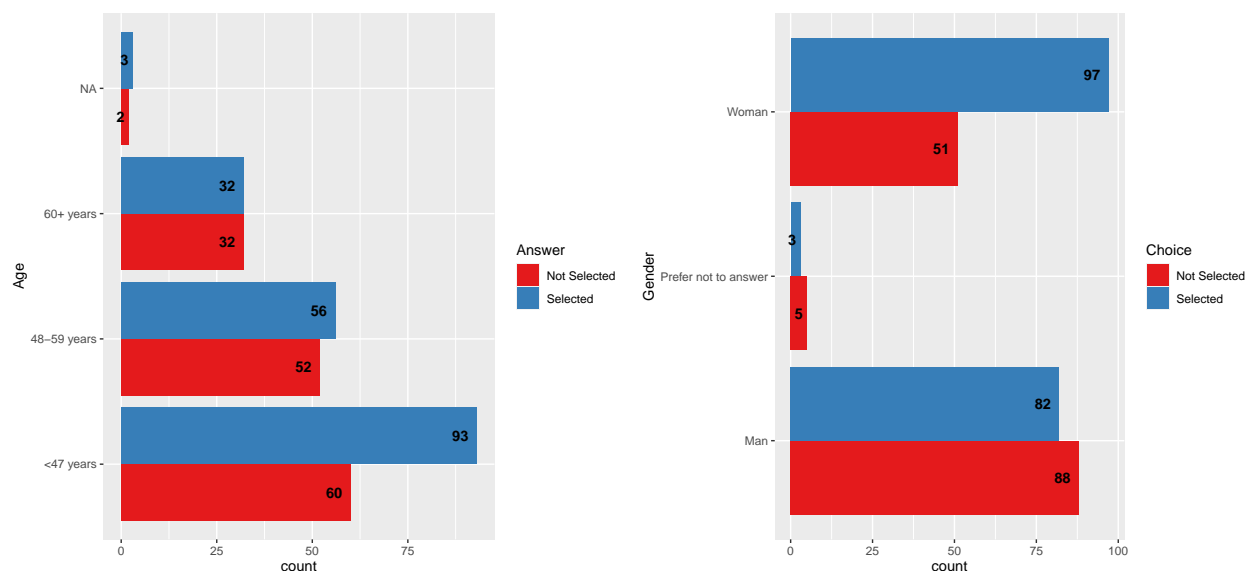 3
NA
2
32
60+ years
32
56
48–59 years
52
93
<47 years
60
0
25
50
75
count
Age
Answer
Not Selected
Selected
97
Woman
51
3
Prefer not to answer
5
82
Man
88
0
25
50
75
100
count
Gender
Choice
Not Selected
Selected